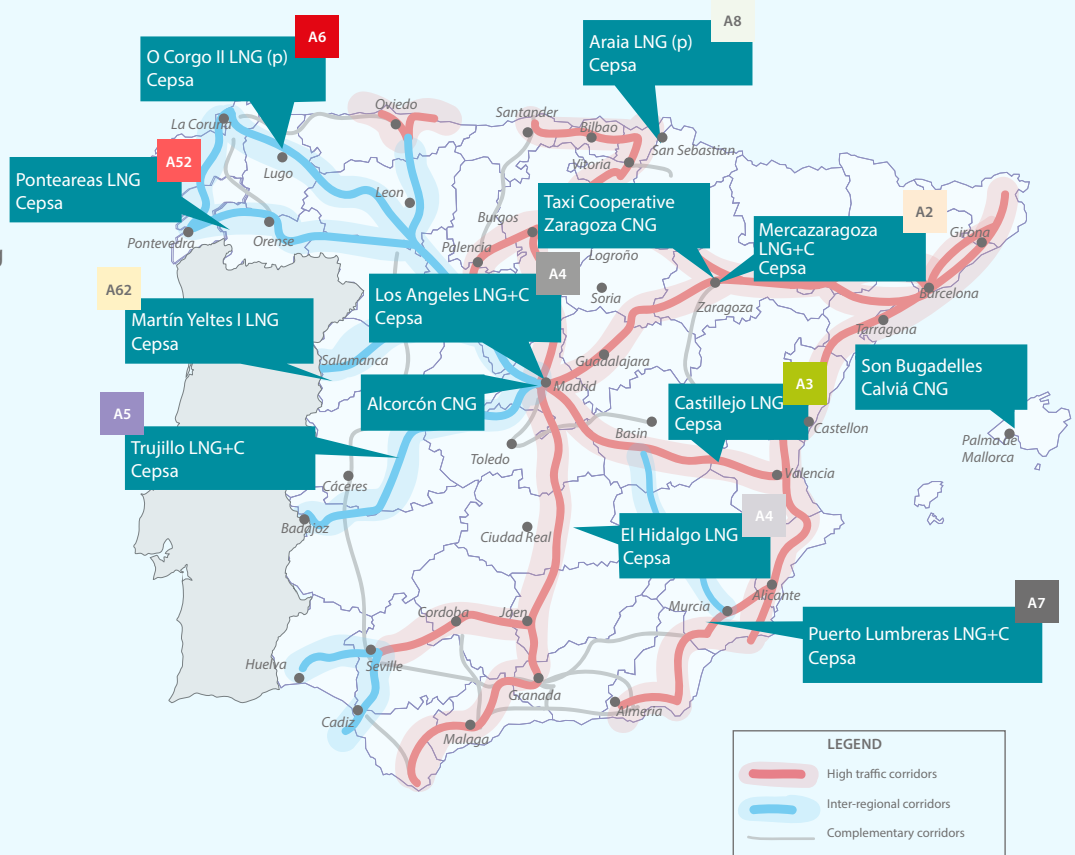 A8
A6
Araia LNG (p)
Cepsa
O Corgo II LNG (p)
Cepsa
Oviedo
Santander
La Coruña
Bilbao
San Sebastian
A52
Lugo
Vitoria
Ponteareas LNG
Cepsa
Leon
Taxi Cooperative
Zaragoza CNG
A2
Burgos
Mercazaragoza
LNG+C
Cepsa
Girona
Pontevedra
Orense
Palencia
Logroño
A4
A62
Los Angeles LNG+C
Cepsa
Soria
Zaragoza
Barcelona
Martín Yeltes I LNG
Cepsa
Tarragona
Salamanca
Guadalajara
Son Bugadelles
Calviá CNG
Madrid
A3
A5
Alcorcón CNG
Castillejo LNG
Cepsa
Castellon
Trujillo LNG+C
Cepsa
Basin
Palma de
Mallorca
Toledo
Valencia
Cáceres
A4
Badajoz
Ciudad Real
El Hidalgo LNG
Cepsa
Alicante
A7
Murcia
Cordoba
Jaen
Puerto Lumbreras LNG+C
Cepsa
Huelva
Seville
Granada
Almeria
Cadiz
Malaga
LEGEND
High traffic corridors
Inter-regional corridors
Complementary corridors